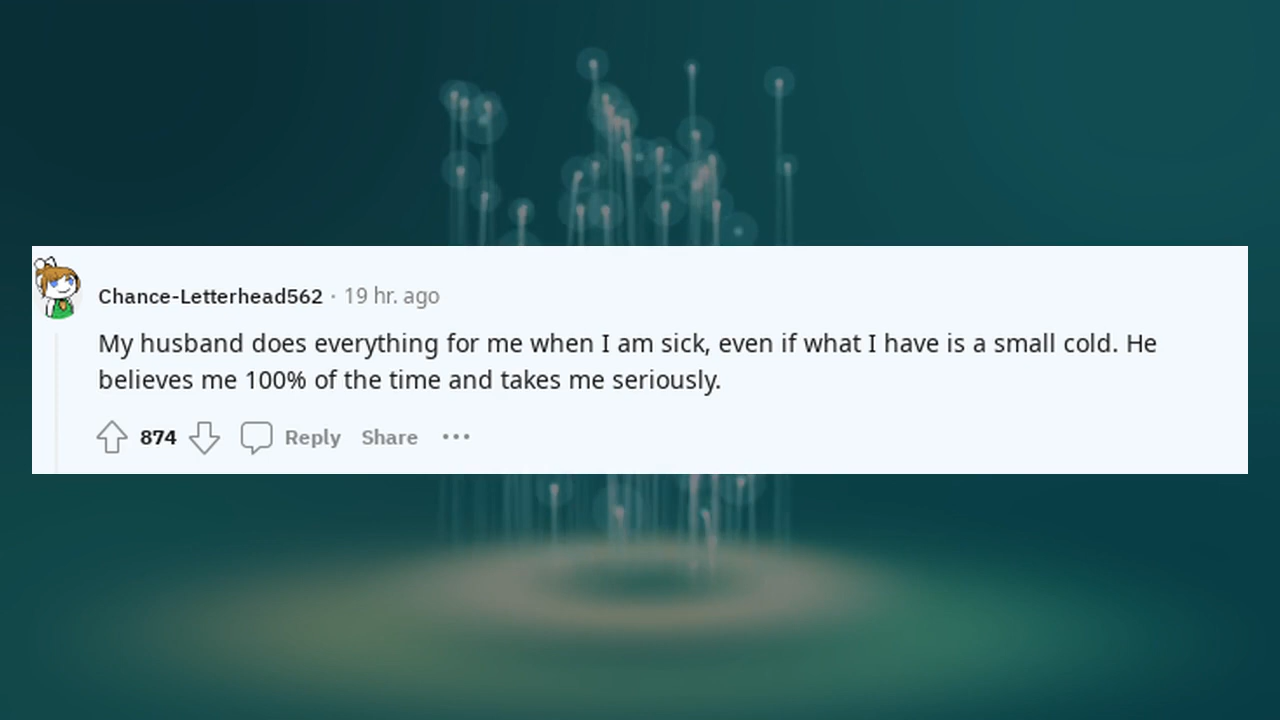 Chance-Letterhead562 · 19 hr. ago
My husband does everything for me when I am sick, even if what I have is a small cold. He
believes me 100% of the time and takes me seriously.
874 Reply Share ···